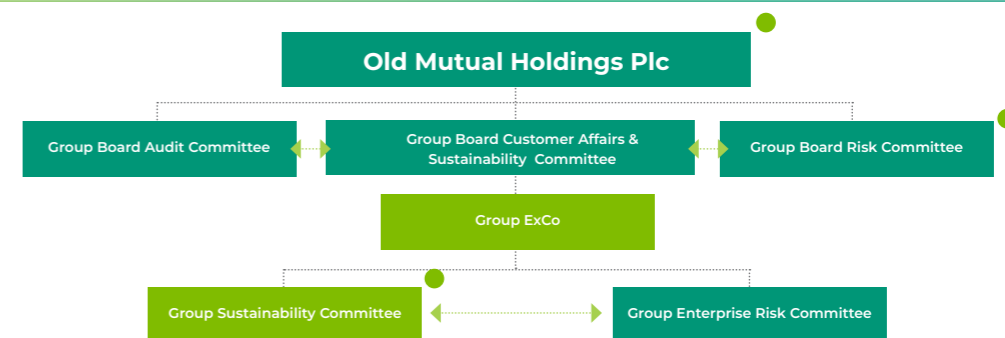 Old Mutual Holdings Plc
Group Board Audit Committee
Group Board Customer Affairs &
Sustainability Committee
Group Board Risk Committee
Group ExCo
Group Sustainability Committee
Group Enterprise Risk Committee